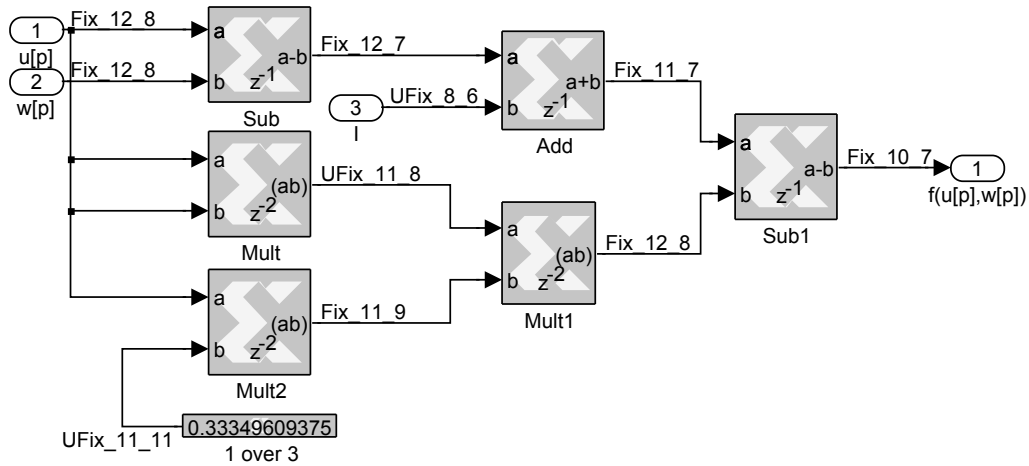 1 Fix_12_8 a Fix_12_7 a Fix_11_7
u[p] a-b
2 Fix_12_8 b z-1 3 UFix_8_6 b z-1 a+b
w[p] Sub I Add
a UFix_11_8 a Fix_10_7 1
(ab) a-b
b z-2 b z-1 f(u[p],w[p])
Mult a Fix_12_8 Sub1
(ab)
a Fix_11_9 b z-2
(ab) Mult1
b z-2
Mult2
UFix_11_11 0.33349609375
1 over 3